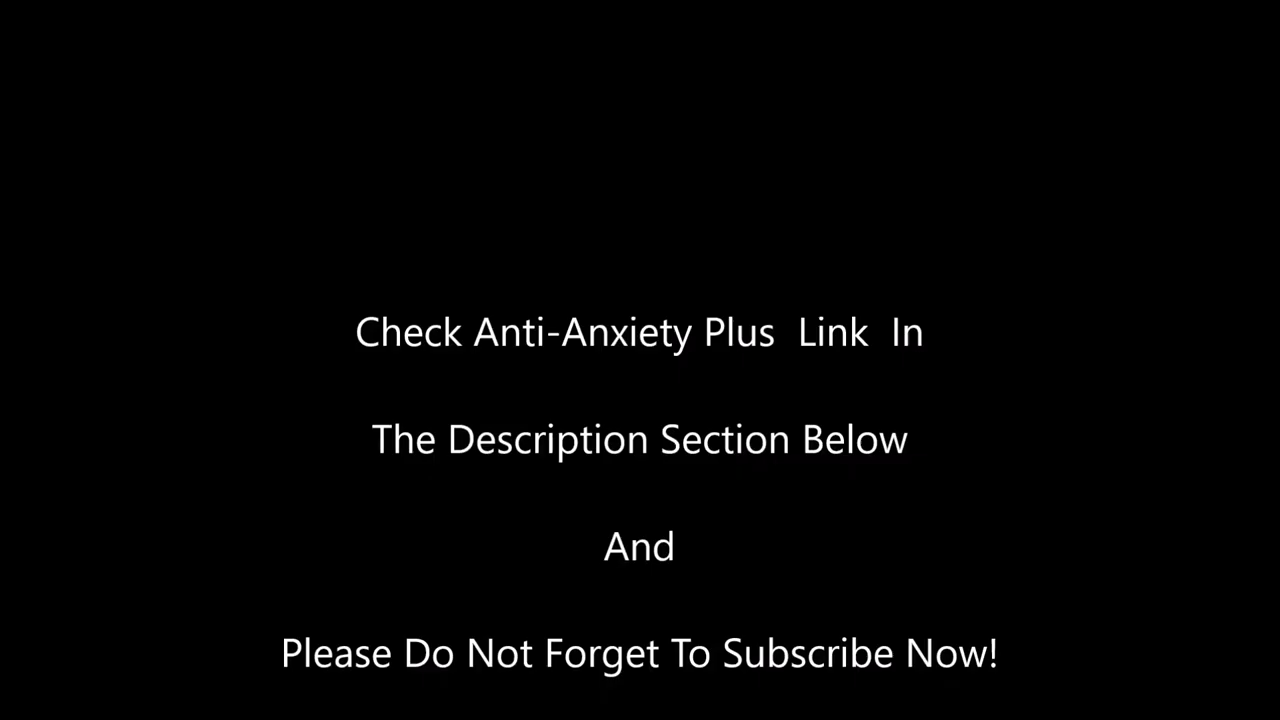 Check Anti-Anxiety Plus  Link  In
The Description Section Below
And
Please Do Not Forget To Subscribe Now!